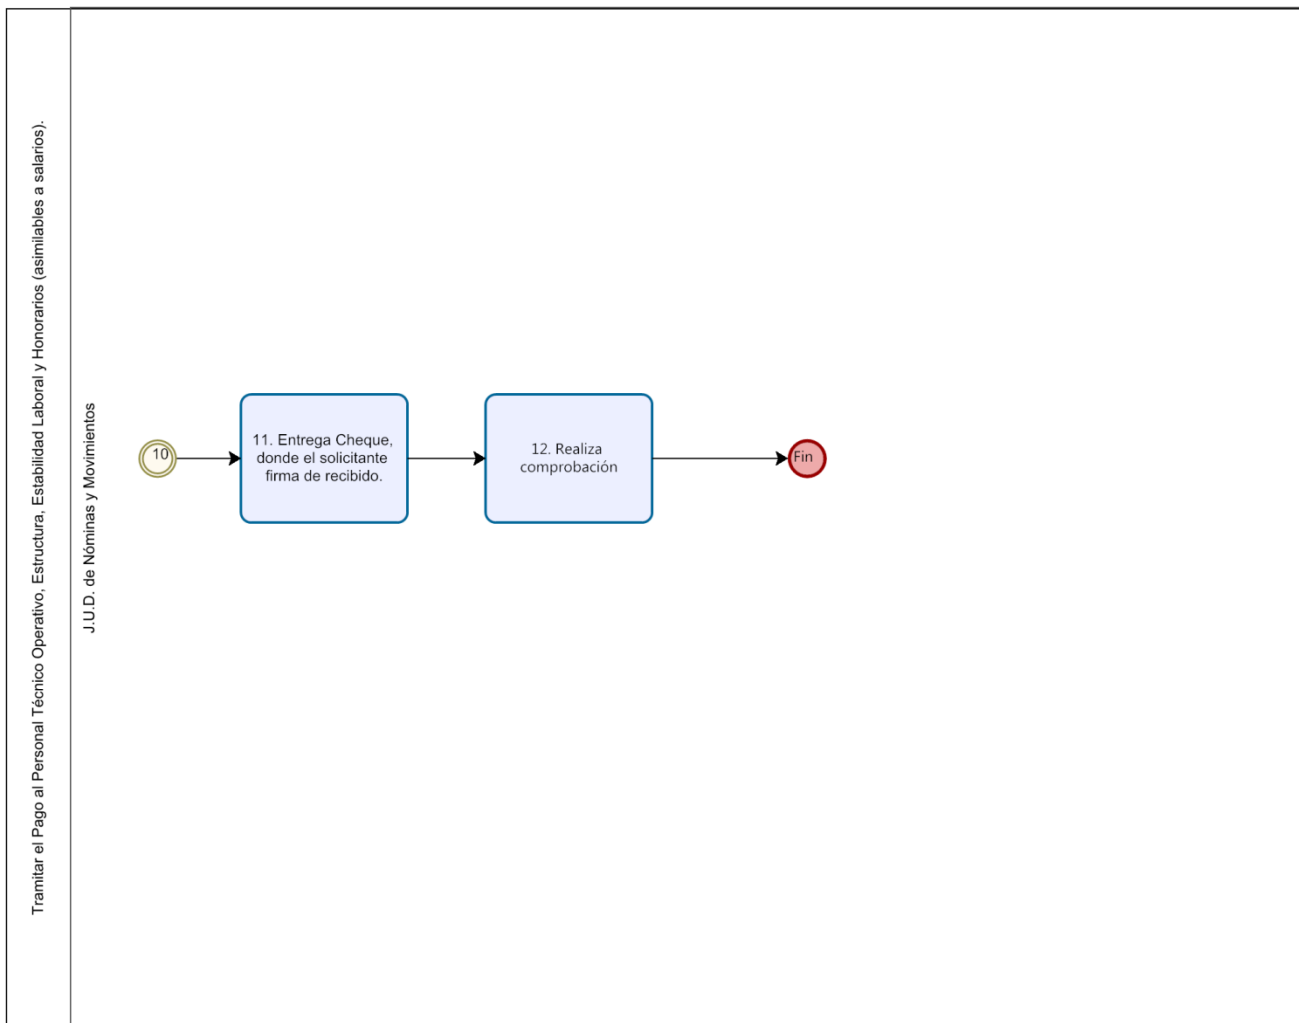 Tramitar el Pago al Personal Técnico Operativo, Estructura, Estabilidad Laboral y Honorarios (asimilables a salarios).
J.U.D. de Nóminas y Movimientos
10
11. Entrega Cheque,
donde el solicitante
firma de recibido.
12. Realiza
comprobación
Fin